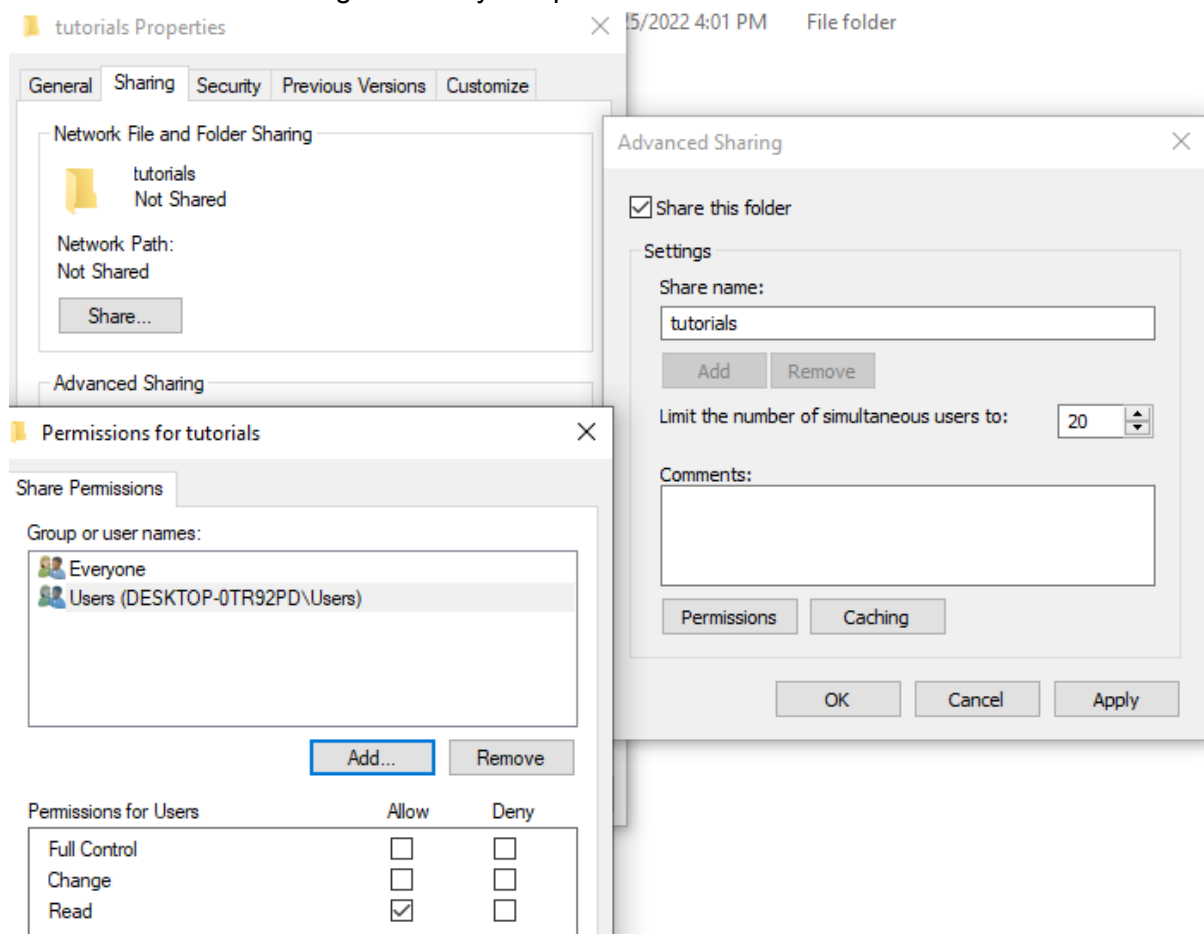 tutorials Properties
5/2022 4:01 PM File folder
General Sharing Security Previous Versions Customize
Network File and Folder Sharing
tutorials
Not Shared
Network Path:
Not Shared
Share...
Advanced Sharing
Advanced Sharing
Share this folder
Settings
Share name:
tutorials
Add Remove
Limit the number of simultaneous users to: 20
Comments:
Permissions Caching
OK Cancel Apply
Permissions for tutorials
Share Permissions
Group or user names:
Everyone
Users (DESKTOP-0TR92PD\Users)
Add... Remove
Permissions for Users Allow Deny
Full Control
Change
Read